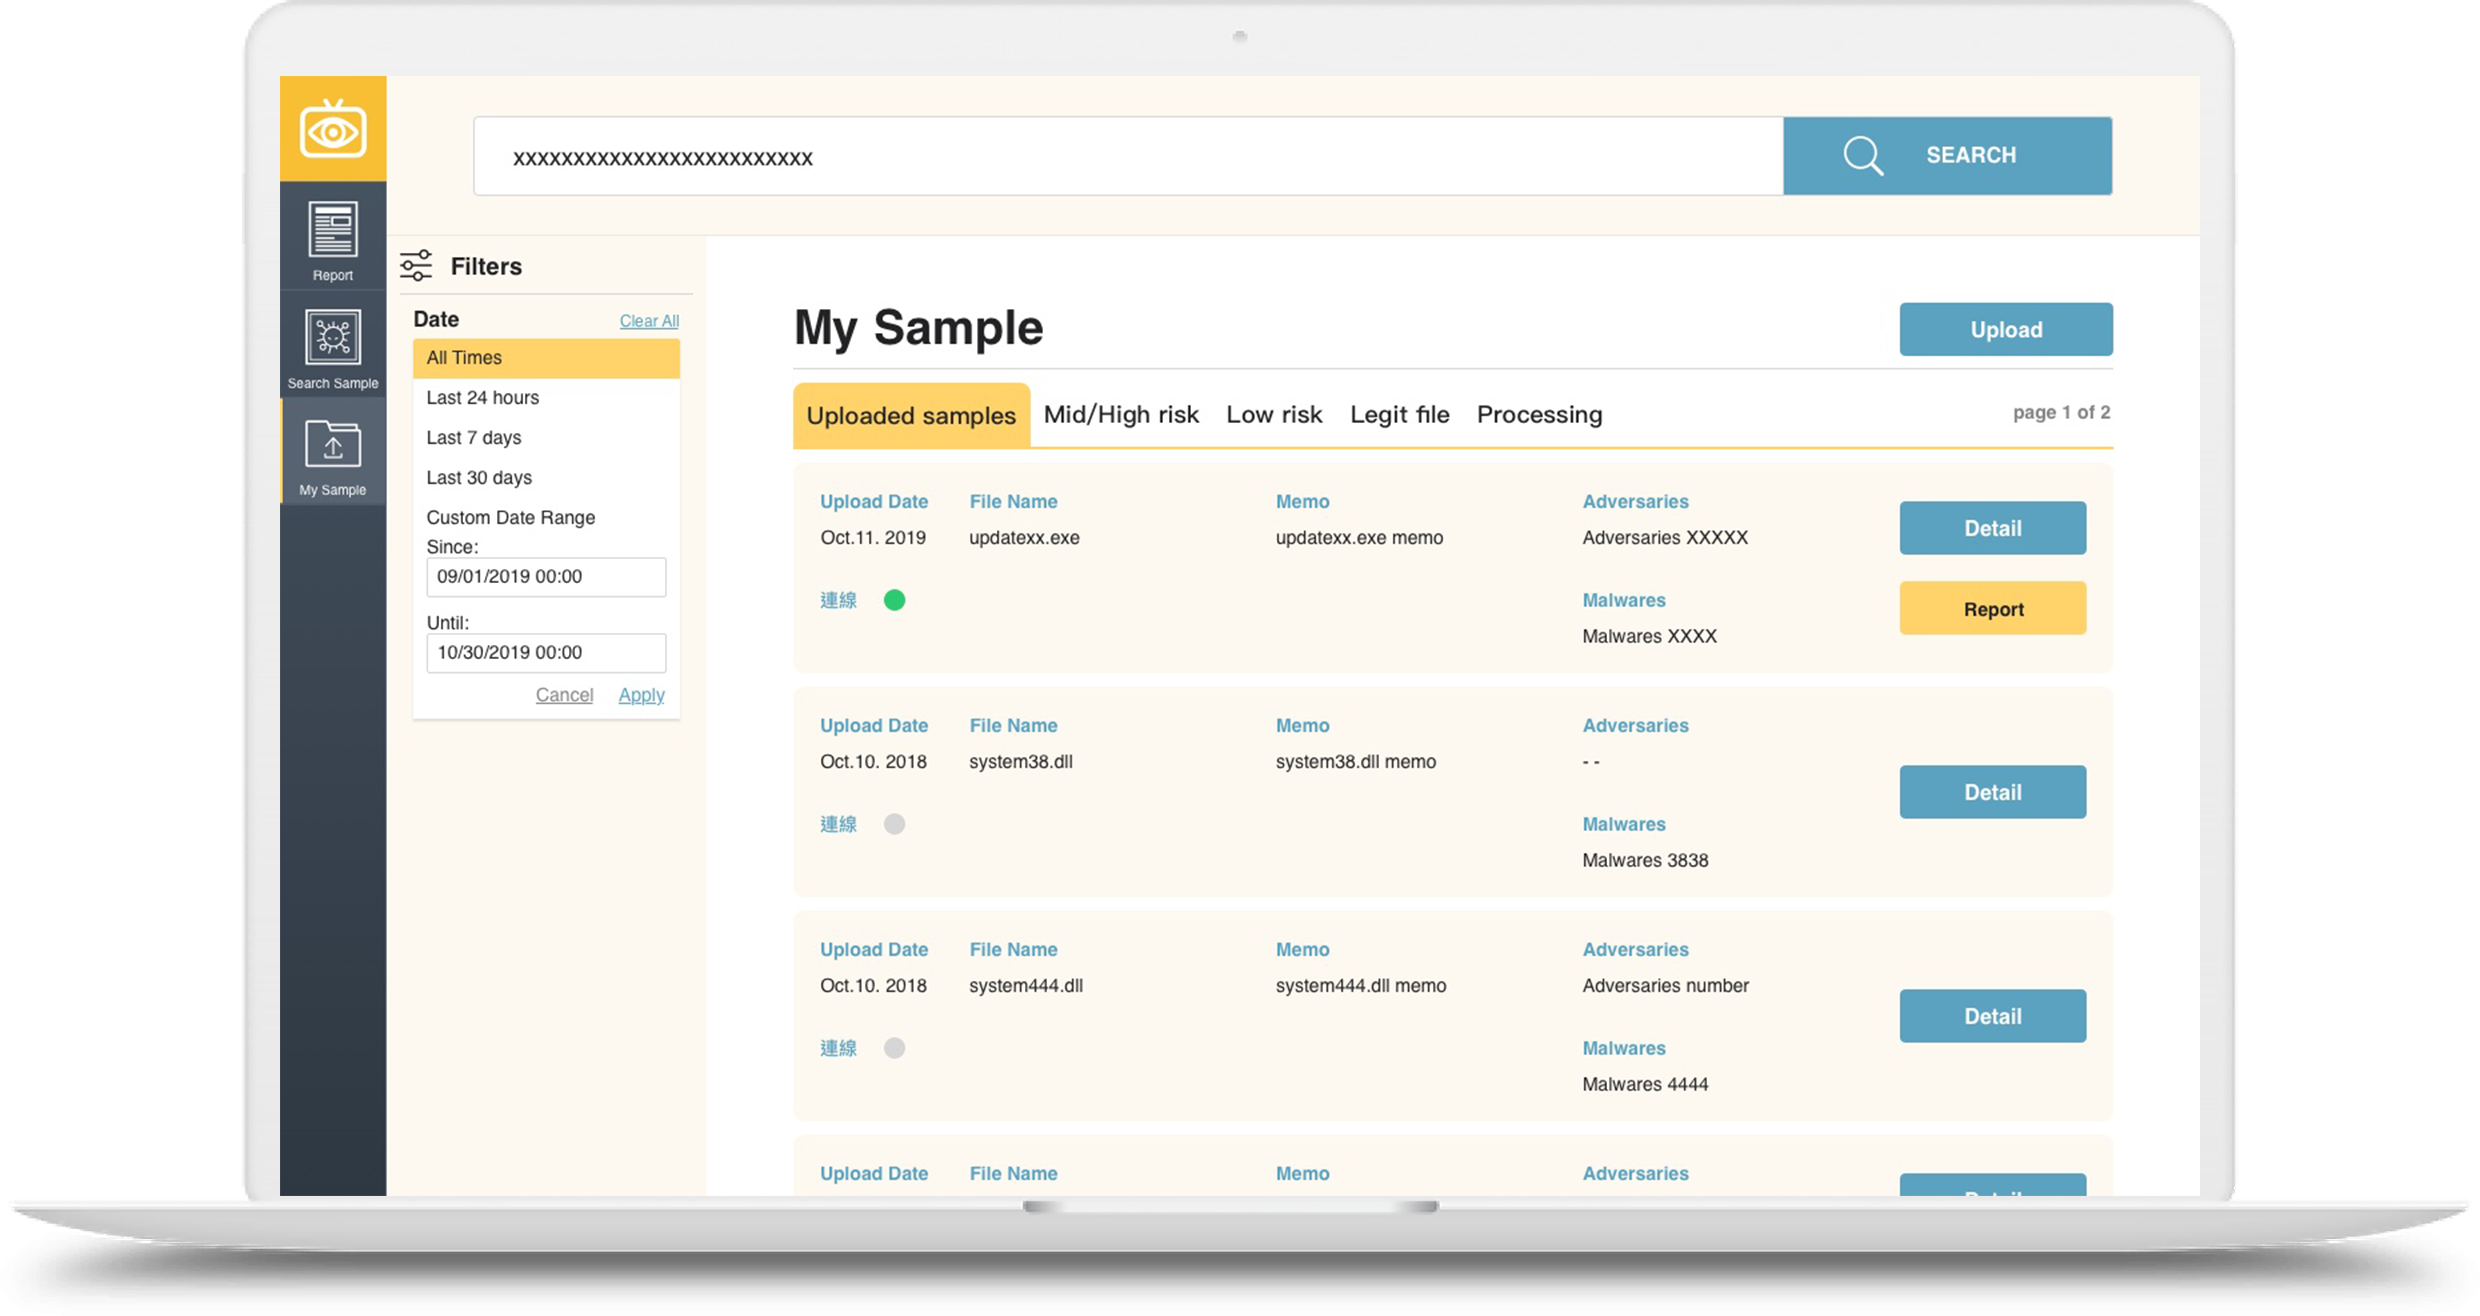 xxxxxxxxxxxxxxxxxxxxxxxxx
SEARCH
Report
Search Sample
My Sample
Filters
Date
Clear All
All Times
Last 24 hours
Last 7 days
Last 30 days
Custom Date Range
Since:
09/01/2019 00:00
Until:
10/30/2019 00:00
Cancel Apply
My Sample
Upload
Uploaded samples Mid/High risk Low risk Legit file Processing
page 1 of 2
Upload Date File Name Memo Adversaries
Oct.11. 2019 updatexx.exe updatexx.exe memo Adversaries XXXXX
Detail
連線
Malwares
Malwares XXXX
Report
Upload Date File Name Memo Adversaries
Oct.10. 2018 system38.dll system38.dll memo - -
Detail
連線
Malwares
Malwares 3838
Upload Date File Name Memo Adversaries
Oct.10. 2018 system444.dll system444.dll memo Adversaries number
Detail
連線
Malwares
Malwares 4444
Upload Date File Name Memo Adversaries